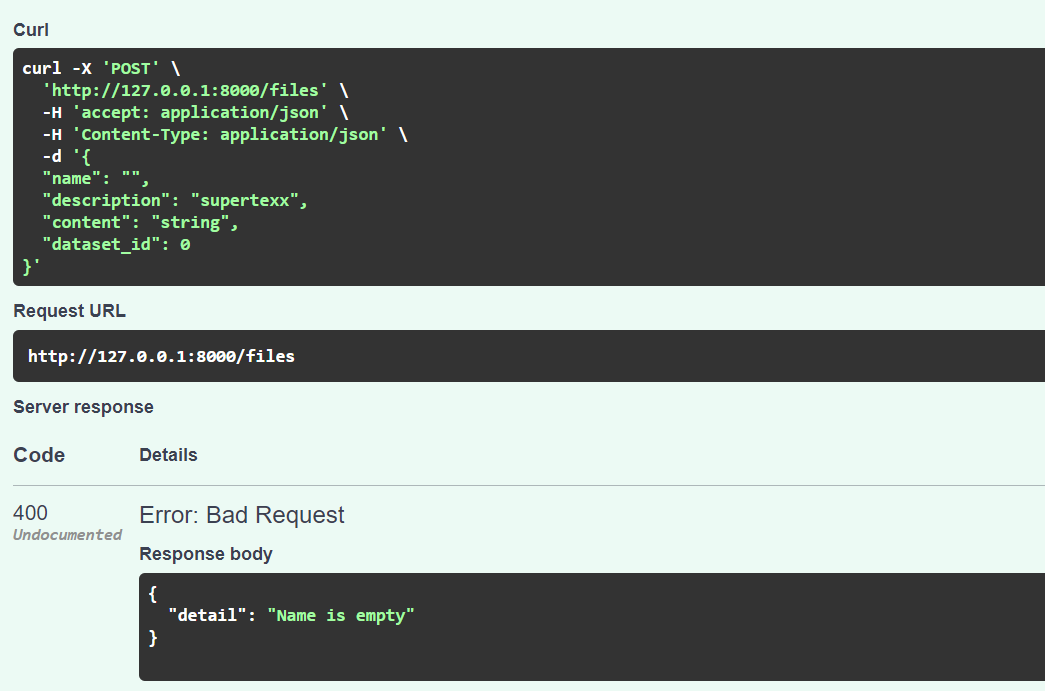 Curl
curl -X 'POST' \
  'http://127.0.0.1:8000/files' \
  -H 'accept: application/json' \
  -H 'Content-Type: application/json' \
  -d '{
  "name": "",
  "description": "supertexx",
  "content": "string",
  "dataset_id": 0
}'
Request URL
http://127.0.0.1:8000/files
Server response
Code Details
400 Error: Bad Request
Undocumented
Response body
{
  "detail": "Name is empty"
}